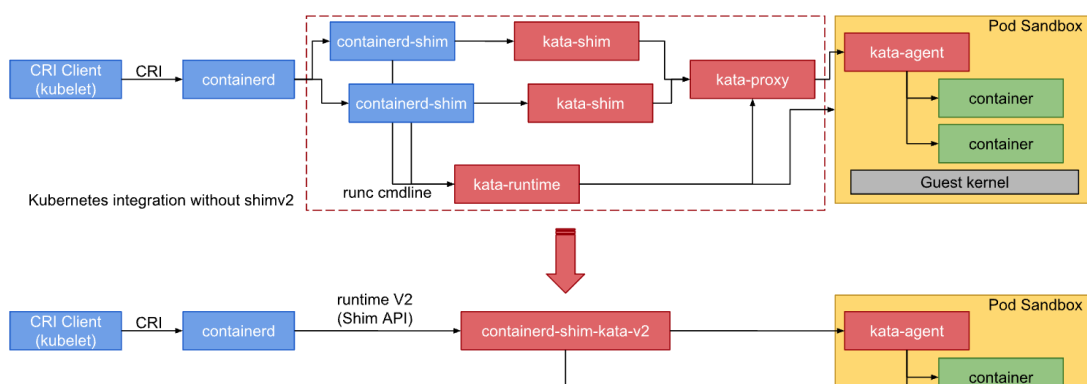 Pod Sandbox
containerd-shim
kata-shim
kata-agent
CRI Client
(kubelet)
CRI
containerd
kata-proxy
containerd-shim
kata-shim
container
container
kata-runtime
Guest kernel
runc cmdline
Kubernetes integration without shimv2
runtime V2
(Shim API)
Pod Sandbox
CRI Client
(kubelet)
CRI
containerd
containerd-shim-kata-v2
kata-agent
container